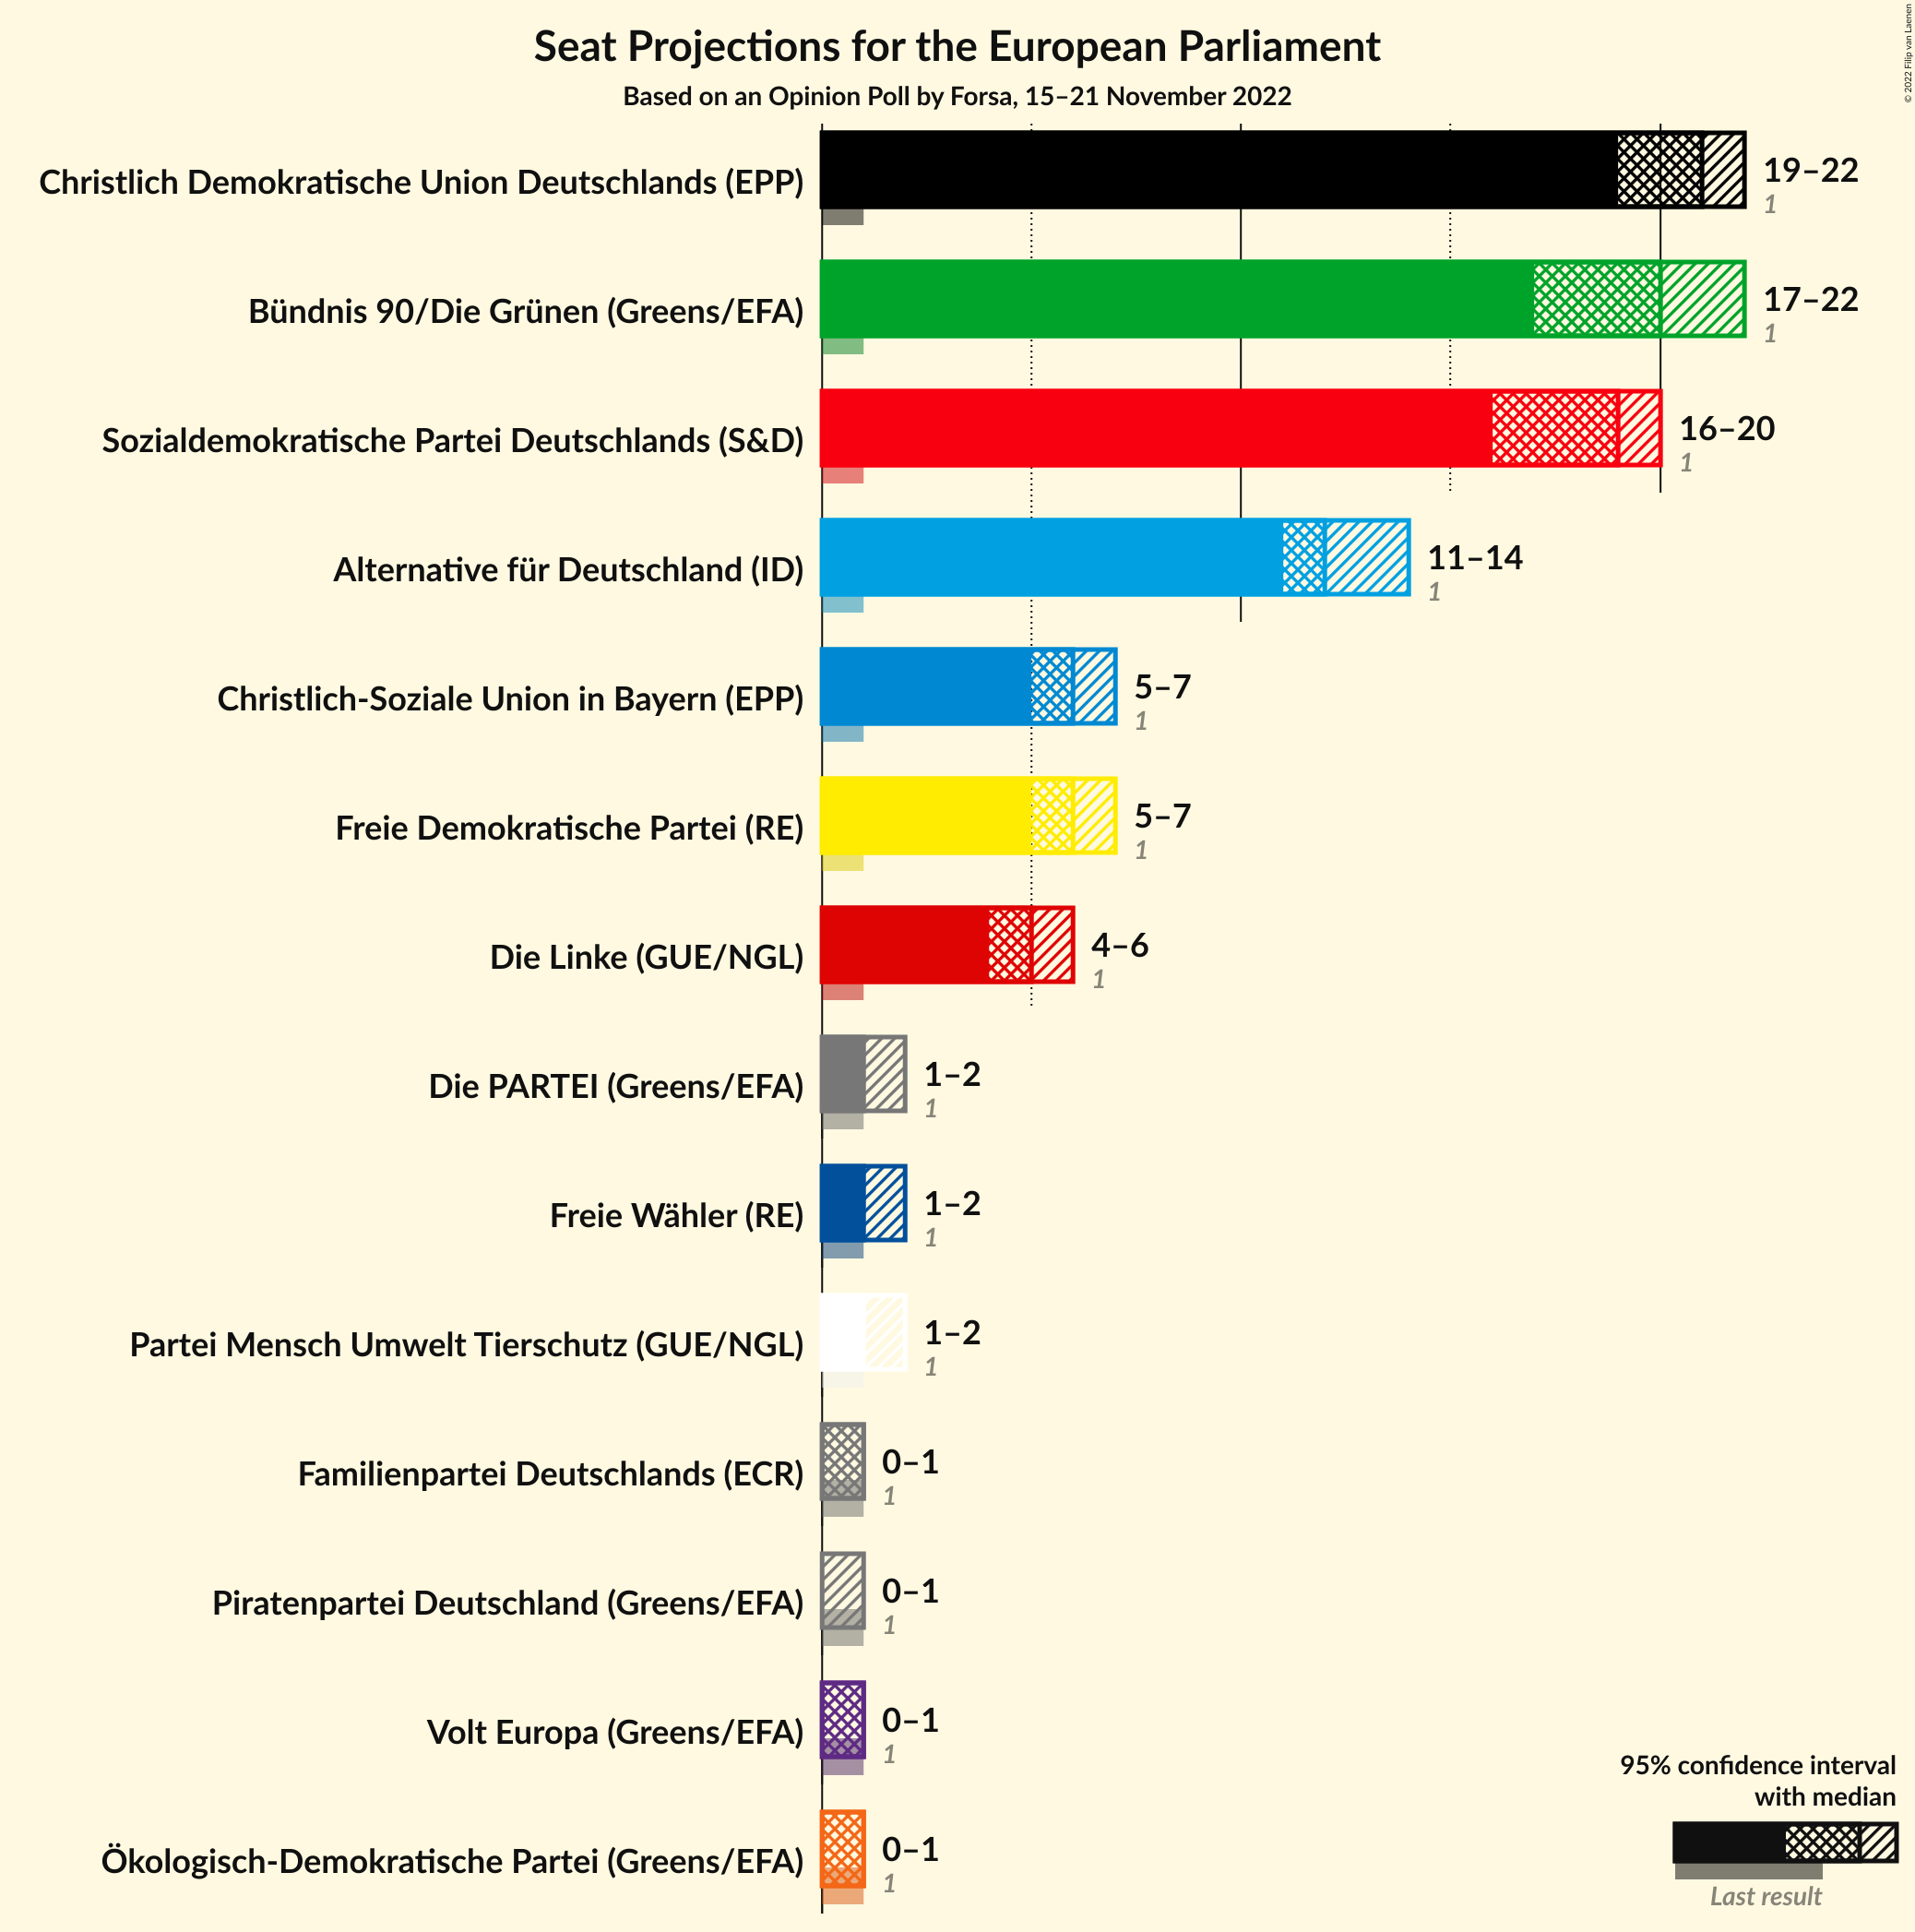 Seat Projections for the European Parliament
Based on an Opinion Poll by Forsa, 15–21 November 2022
© 2022 Filip van Laenen
Christlich Demokratische Union Deutschlands (EPP)
19–22
1
Bündnis 90/Die Grünen (Greens/EFA)
17–22
1
Sozialdemokratische Partei Deutschlands (S&D)
16–20
1
Alternative für Deutschland (ID)
11–14
1
Christlich-Soziale Union in Bayern (EPP)
5–7
1
Freie Demokratische Partei (RE)
5–7
1
Die Linke (GUE/NGL)
4–6
1
Die PARTEI (Greens/EFA)
1–2
1
Freie Wähler (RE)
1–2
1
Partei Mensch Umwelt Tierschutz (GUE/NGL)
1–2
1
Familienpartei Deutschlands (ECR)
0–1
1
Piratenpartei Deutschland (Greens/EFA)
0–1
1
Volt Europa (Greens/EFA)
0–1
1
Ökologisch-Demokratische Partei (Greens/EFA)
0–1
1
95% confidence interval
with median
Last result